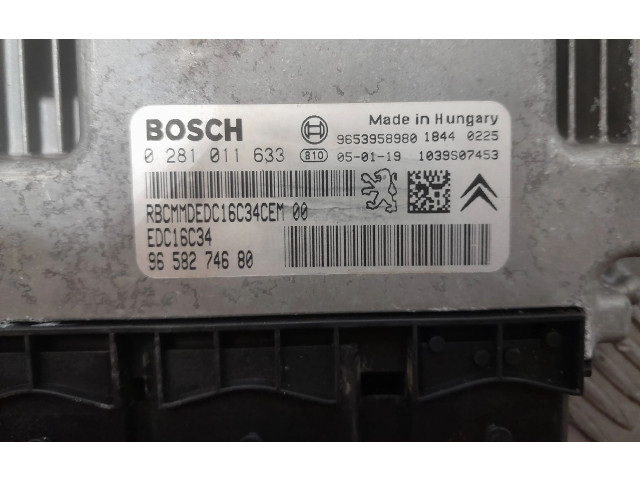 BOSCH
Made in Hungary
9653958980 1844 0225
0 281 011 633 810 05-01-19 1039S07453
RBCMMDEDC16C34CEM 00
EDC16C34
96 582 746 80